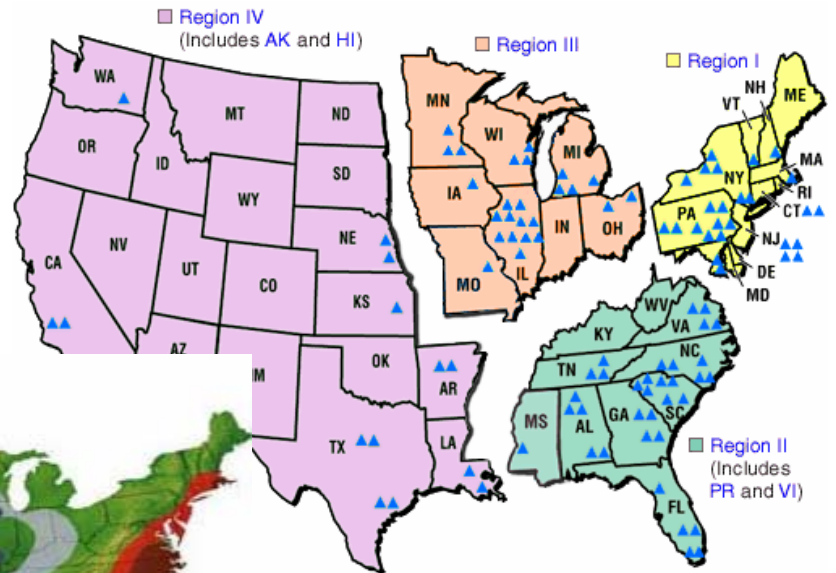 Region IV
(Includes AK and HI)
Region III
Region I
WA
MT
ND
OR
ID
SD
WY
NE
NV
UT
CO
CA
KS
AZ
OK
AR
TX
LA
MN
WI
MI
IA
IL
IN
OH
MO
VT
NH
ME
NY
MA
RI
CT
PA
NJ
DE
MD
WV
KY
VA
TN
NC
MS
AL
GA
SC
FL
Region II
(Includes
PR and VI)